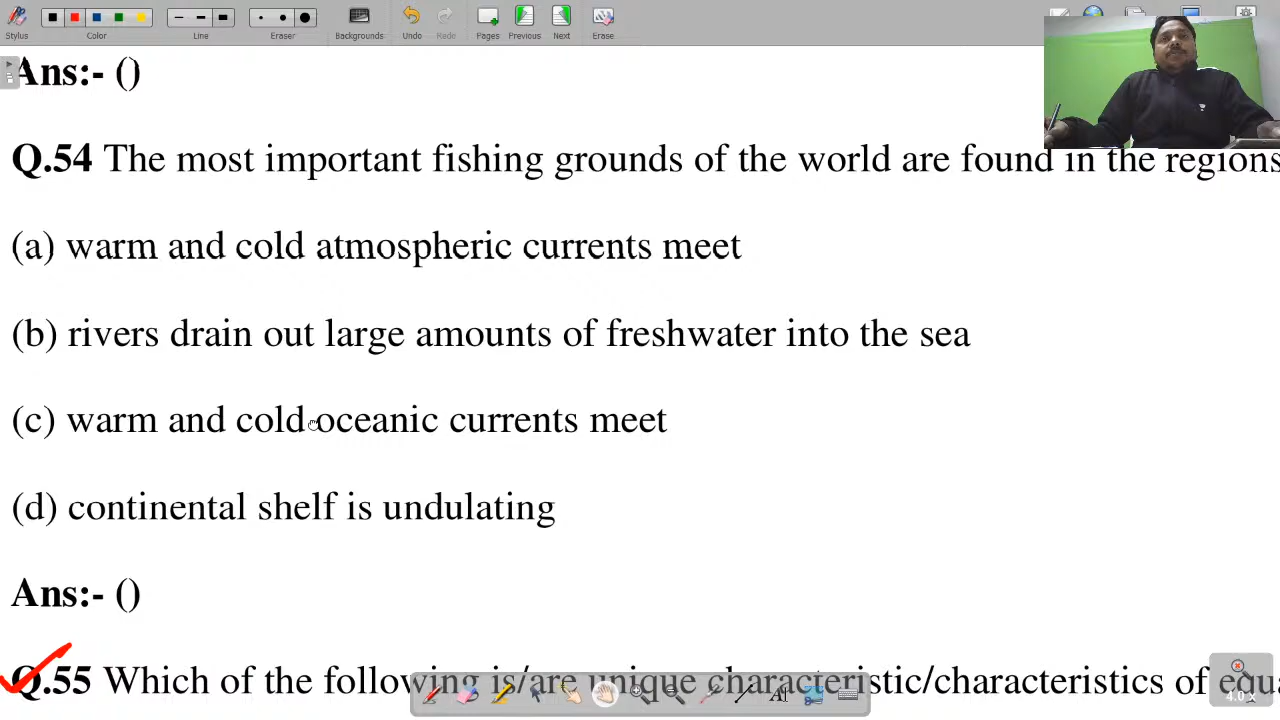 Stylus
Color
Line
Eraser
Backgrounds
Undo
Redo
Pages
Previous
Next
Erase
Ans:- ()
Q.54 The most important fishing grounds of the world are found in the regions
(a) warm and cold atmospheric currents meet
(b) rivers drain out large amounts of freshwater into the sea
(c) warm and cold oceanic currents meet
(d) continental shelf is undulating
Ans:- ()
Q.55 Which of the following is/are unique characteristic/characteristics of equa
4.0 x